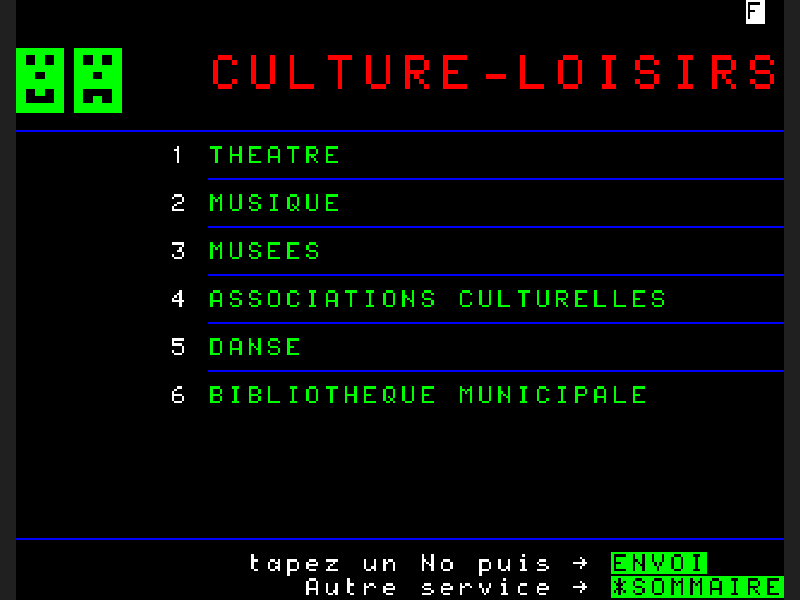 F
CULTURE-LOISIRS
1 THEATRE
2 MUSIQUE
3 MUSEES
4 ASSOCIATIONS CULTURELLES
5 DANSE
6 BIBLIOTHEQUE MUNICIPALE
tapez un No puis → ENVOI
Autre service → *SOMMAIRE